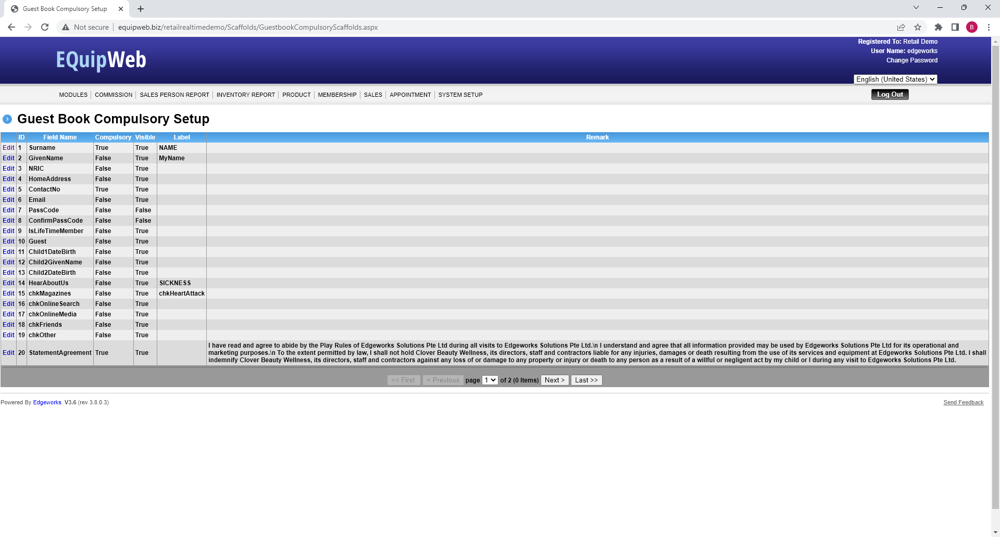 Guest Book Compulsory Setup
Not secure equipweb.biz/retailrealtimedemo/Scaffolds/GuestbookCompulsoryScaffolds.aspx B
EQuipWeb
Registered To: Retail Demo
User Name: edgeworks
Change Password
English (United States)
MODULES COMMISSION SALES PERSON REPORT INVENTORY REPORT PRODUCT MEMBERSHIP SALES APPOINTMENT SYSTEM SETUP Log Out
Guest Book Compulsory Setup
ID Field Name Compulsory Visible Label Remark
Edit 1 Surname True True NAME
Edit 2 GivenName False True MyName
Edit 3 NRIC False True
Edit 4 HomeAddress False True
Edit 5 ContactNo True True
Edit 6 Email False True
Edit 7 PassCode False False
Edit 8 ConfirmPassCode False False
Edit 9 IsLifeTimeMember False True
Edit 10 Guest False True
Edit 11 Child1DateBirth False True
Edit 12 Child2GivenName False True
Edit 13 Child2DateBirth False True
Edit 14 HearAboutUs False True SICKNESS
Edit 15 chkMagazines False True chkHeartAttack
Edit 16 chkOnlineSearch False True
Edit 17 chkOnlineMedia False True
Edit 18 chkFriends False True
Edit 19 chkOther False True
Edit 20 StatementAgreement True True
I have read and agree to abide by the Play Rules of Edgeworks Solutions Pte Ltd during all visits to Edgeworks Solutions Pte Ltd.\n I understand and agree that all information provided may be used by Edgeworks Solutions Pte Ltd for its operational and
marketing purposes.\n To the extent permitted by law, I shall not hold Clover Beauty Wellness, its directors, staff and contractors liable for any injuries, damages or death resulting from the use of its services and equipment at Edgeworks Solutions Pte Ltd. I shall
indemnify Clover Beauty Wellness, its directors, staff and contractors against any loss of or damage to any property or injury or death to any person as a result of a willful or negligent act by my child or I during any visit to Edgeworks Solutions Pte Ltd.
<< First < Previous page 1 of 2 (0 Items) Next > Last >>
Powered By Edgeworks. V3.6 (rev 3.8.0.3) Send Feedback